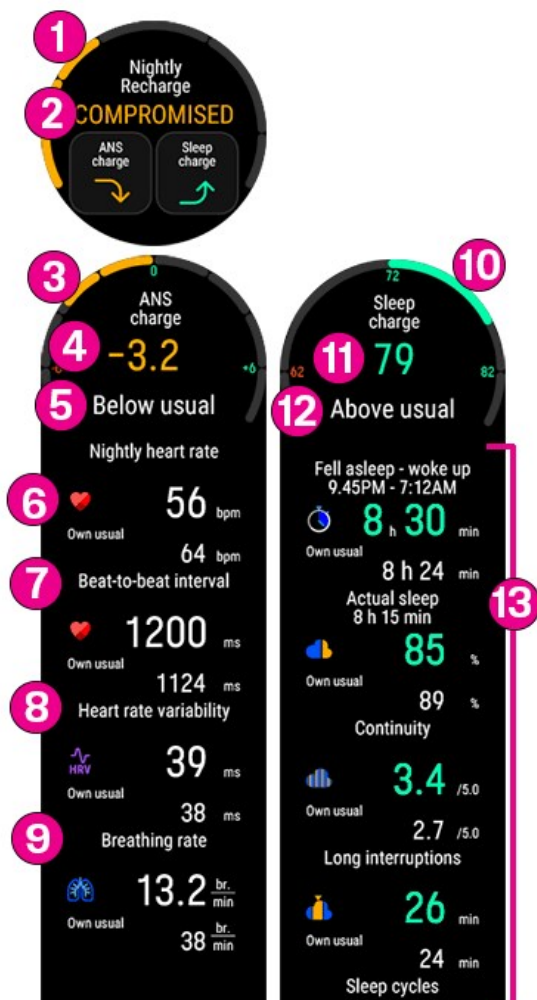 1
Nightly
Recharge
2
COMPROMISED
ANS
charge
Sleep
charge
3
0
ANS
charge
4
-3.2
+6
5
Below usual
Nightly heart rate
6
56 bpm
Own usual
64 bpm
7
Beat-to-beat interval
1200 ms
Own usual
1124 ms
8
Heart rate variability
HRV
39 ms
Own usual
38 ms
9
Breathing rate
13.2 br./min
Own usual
38 br./min
10
72
Sleep
charge
11
79
62
82
12
Above usual
Fell asleep - woke up
9.45PM - 7:12AM
8 h 30 min
Own usual
8 h 24 min
13
Actual sleep
8 h 15 min
85 %
Own usual
89 %
Continuity
3.4 /5.0
Own usual
2.7 /5.0
Long interruptions
26 min
Own usual
24 min
Sleep cycles